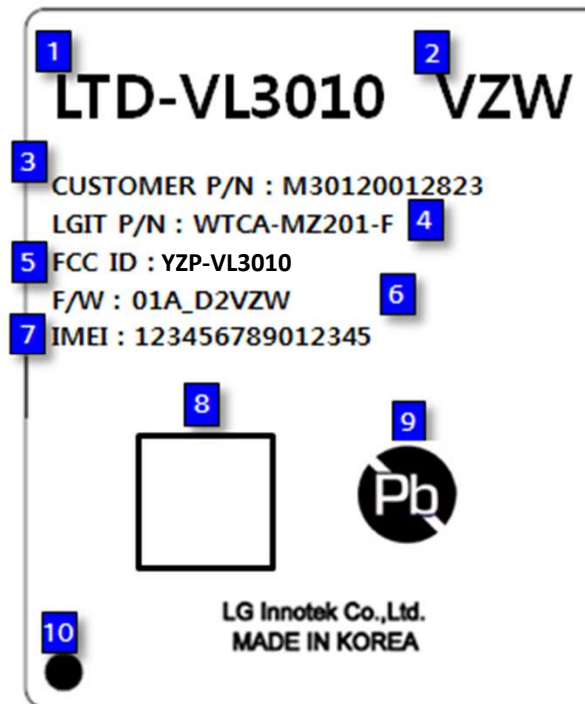 1 2
LTD-VL3010 VZW
3
CUSTOMER P/N : M30120012823
LGIT P/N : WTCA-MZ201-F 4
5 FCC ID : YZP-VL3010
F/W : 01A_D2VZW 6
7 IMEI : 123456789012345
8 9
Pb
LG Innotek Co.,Ltd.
10 MADE IN KOREA